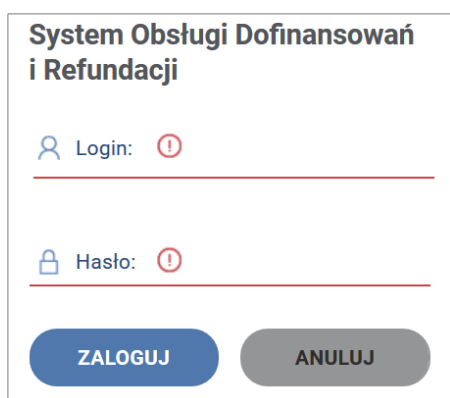 System Obsługi Dofinansowań
i Refundacji
Login:
Hasło:
ZALOGUJ
ANULUJ